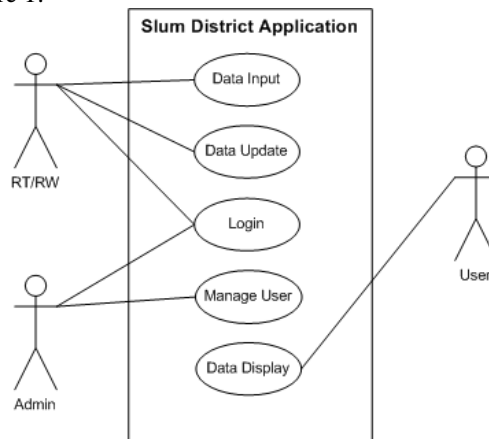 Slum District Application
Data Input
Data Update
RT/RW
Login
User
Manage User
Data Display
Admin